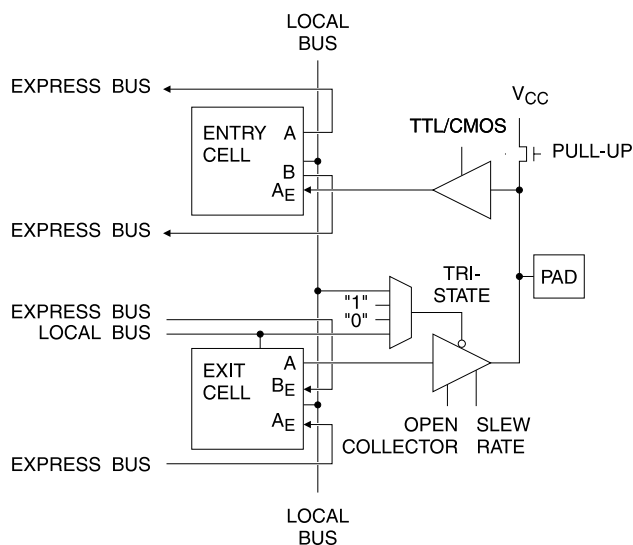 LOCAL
BUS
EXPRESS BUS
VCC
TTL/CMOS
ENTRY
CELL
A
PULL-UP
B
AE
EXPRESS BUS
TRI-
STATE
PAD
"1"
"0"
EXPRESS BUS
LOCAL BUS
EXIT
CELL
A
BE
AE
OPEN
COLLECTOR
SLEW
RATE
EXPRESS BUS
LOCAL
BUS